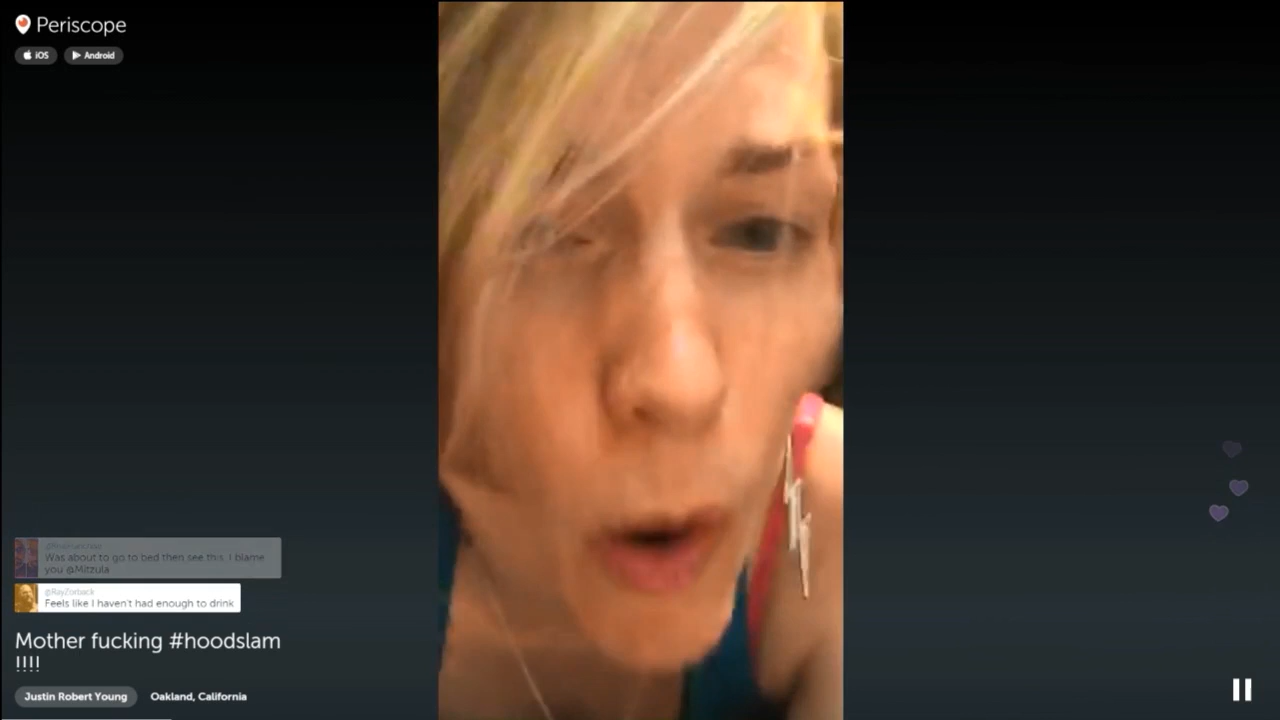 Periscope
iOS
Android
Was about to go to bed then see this. I blame
you @Mitzula
@RayZorback
Feels like I haven't had enough to drink
Mother fucking #hoodslam
!!!!
Justin Robert Young
Oakland, California